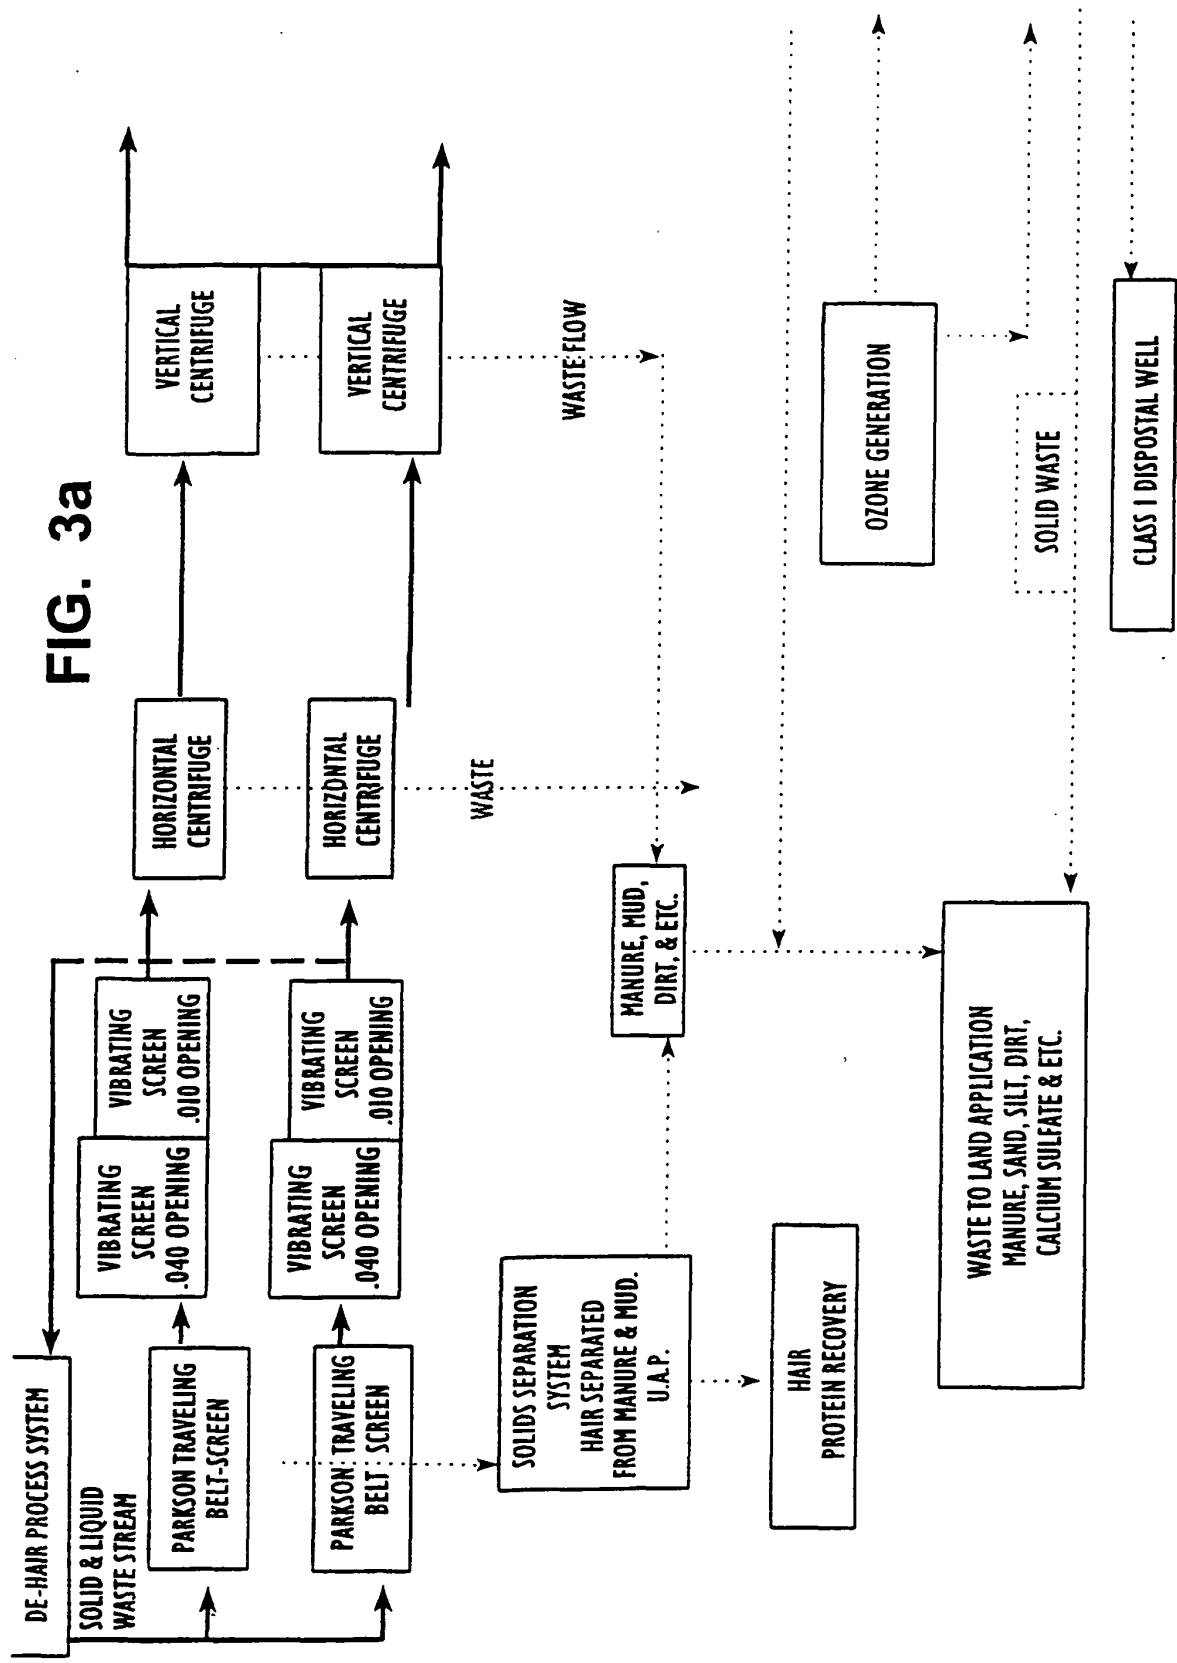 FIG. 3a
DE-HAIR PROCESS SYSTEM
SOLID & LIQUID
WASTE STREAM
PARKSON TRAVELING
BELT-SCREEN
VIBRATING
SCREEN
.040 OPENING
VIBRATING
SCREEN
.010 OPENING
HORIZONTAL
CENTRIFUGE
VERTICAL
CENTRIFUGE
PARKSON TRAVELING
BELT SCREEN
VIBRATING
SCREEN
.040 OPENING
VIBRATING
SCREEN
.010 OPENING
HORIZONTAL
CENTRIFUGE
VERTICAL
CENTRIFUGE
WASTE
WASTE FLOW
SOLIDS SEPARATION
SYSTEM
HAIR SEPARATED
FROM MANURE & MUD.
U.A.P.
MANURE, MUD,
DIRT, & ETC.
HAIR
PROTEIN RECOVERY
OZONE GENERATION
WASTE TO LAND APPLICATION
MANURE, SAND, SILT, DIRT,
CALCIUM SULFATE & ETC.
SOLID WASTE
CLASS I DISPOSTAL WELL